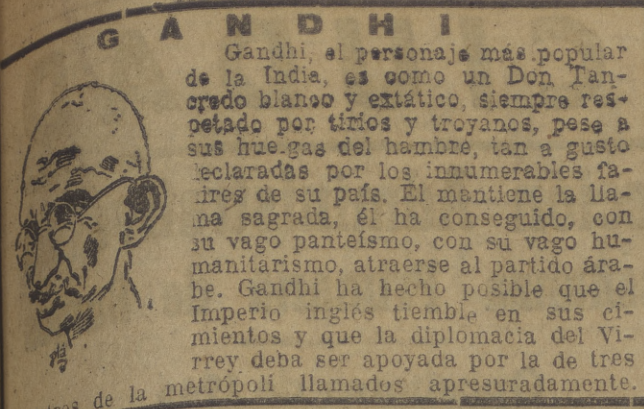 GANDHI
Gandhi, el personaje más popular
de la India, es como un Don Tan-
credo blanco y extático, siempre res-
petado por tirios y troyanos, pese a
sus huelgas del hambre, tan a gusto
declaradas por los innumerables fa-
kires de su país. El mantiene la lla-
ma sagrada, él ha conseguido, con
su vago panteísmo, con su vago hu-
manitarismo, atraerse al partido ára-
be. Gandhi ha hecho posible que el
Imperio inglés tiemble en sus ci-
mientos y que la diplomacia del Vi-
rrey deba ser apoyada por la de tres
de la metrópoli llamados apresuradamente.